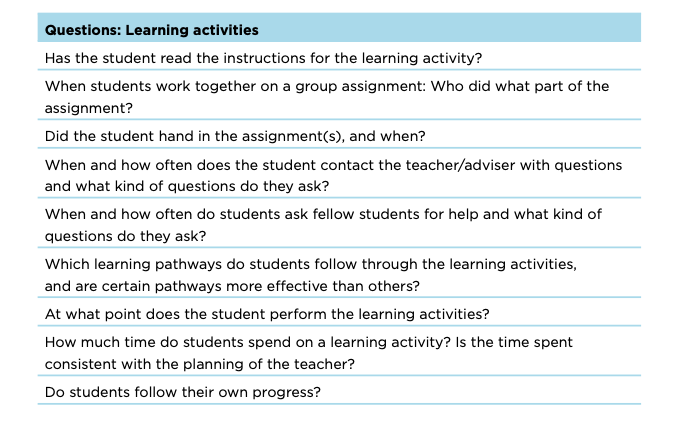 Questions: Learning activities
Has the student read the instructions for the learning activity?
When students work together on a group assignment: Who did what part of the
assignment?
Did the student hand in the assignment(s), and when?
When and how often does the student contact the teacher/adviser with questions
and what kind of questions do they ask?
When and how often do students ask fellow students for help and what kind of
questions do they ask?
Which learning pathways do students follow through the learning activities,
and are certain pathways more effective than others?
At what point does the student perform the learning activities?
How much time do students spend on a learning activity? Is the time spent
consistent with the planning of the teacher?
Do students follow their own progress?